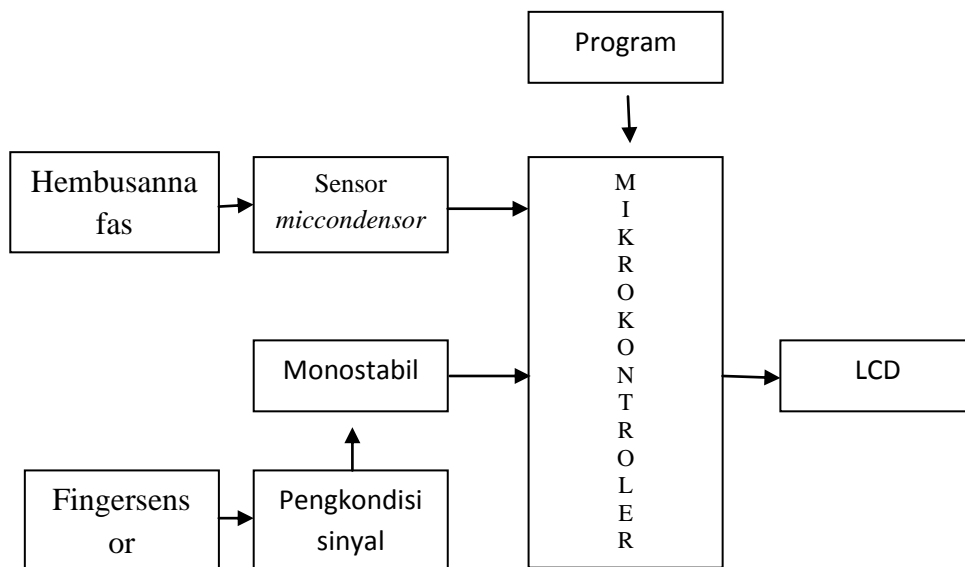 Program
Hembusanna
fas
Sensor
miccondensor
M
I
K
R
O
K
O
N
T
R
O
L
E
R
Monostabil
LCD
Fingersens
or
Pengkondisi
sinyal